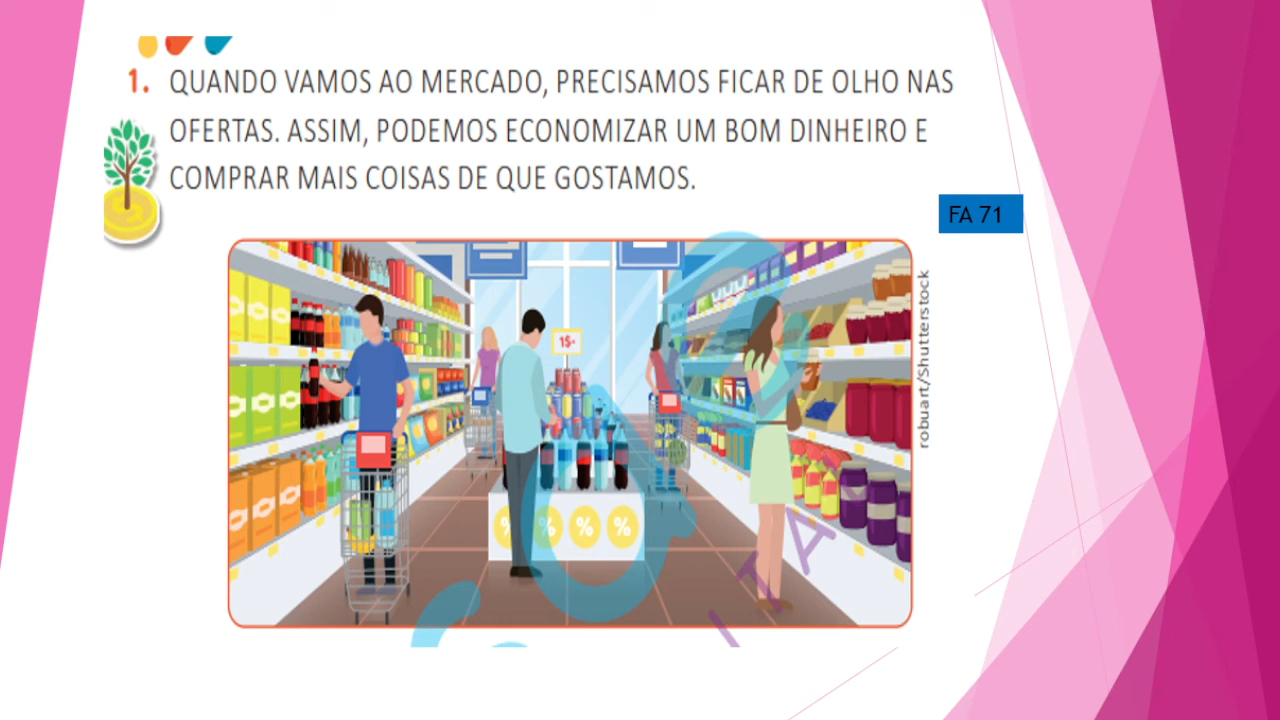 1. QUANDO VAMOS AO MERCADO, PRECISAMOS FICAR DE OLHO NAS
OFERTAS. ASSIM, PODEMOS ECONOMIZAR UM BOM DINHEIRO E
COMPRAR MAIS COISAS DE QUE GOSTAMOS.
FA 71
robuart/Shutterstock
1$-
% % % %